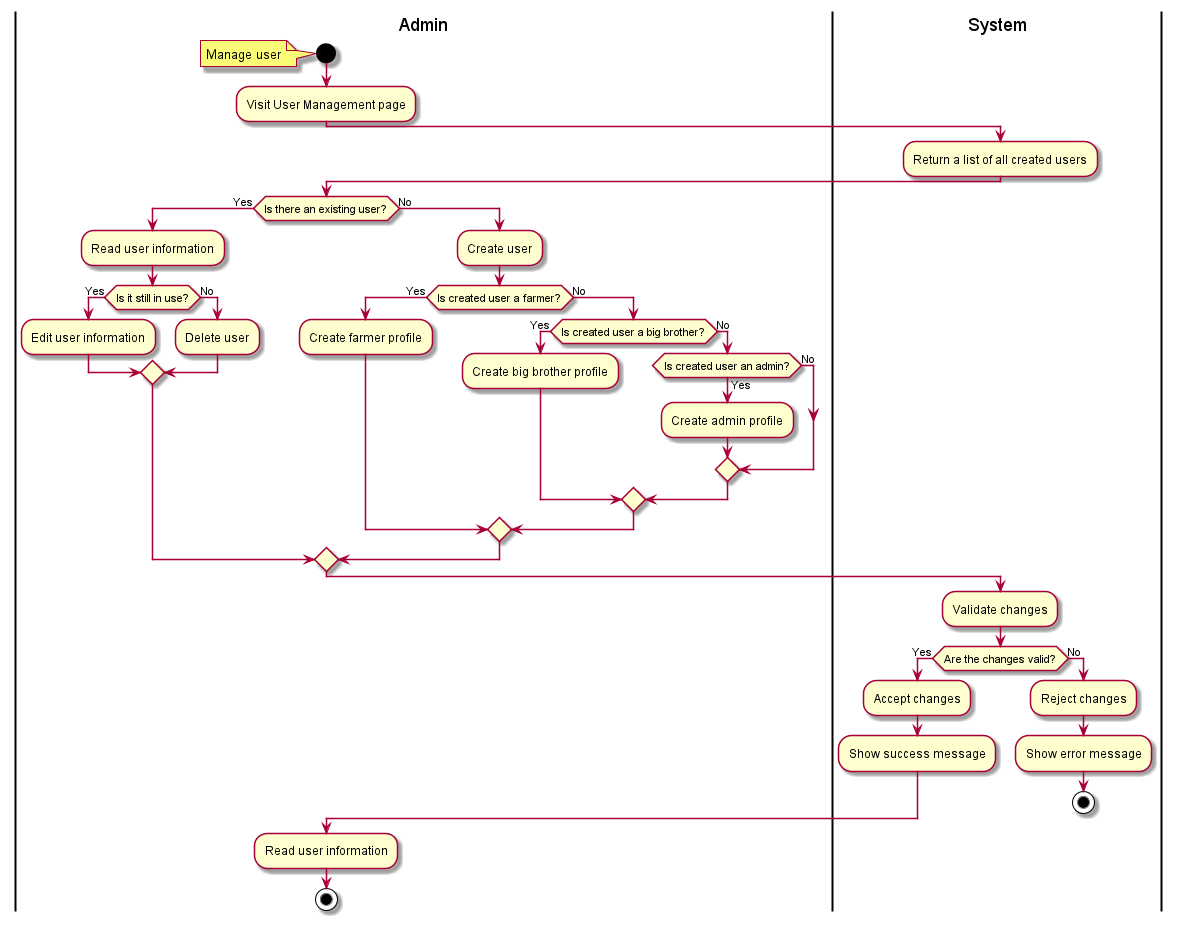 Admin
System
Manage user
Visit User Management page
Return a list of all created users
Yes
Is there an existing user?
No
Read user information
Create user
Yes
Is it still in use?
No
Yes
Is created user a farmer?
No
Edit user information
Delete user
Create farmer profile
Yes
Is created user a big brother?
No
Create big brother profile
Is created user an admin?
No
Yes
Create admin profile
Validate changes
Yes
Are the changes valid?
No
Accept changes
Reject changes
Show success message
Show error message
Read user information